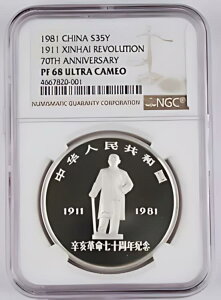 1981 CHINA S35Y
1911 XINHAI REVOLUTION
70TH ANNIVERSARY
PF 68 ULTRA CAMEO
4667820-001
NUMISMATIC GUARANTY CORPORATION
NGC
中华人民共和国
1911 1981
辛亥革命七十周年纪念